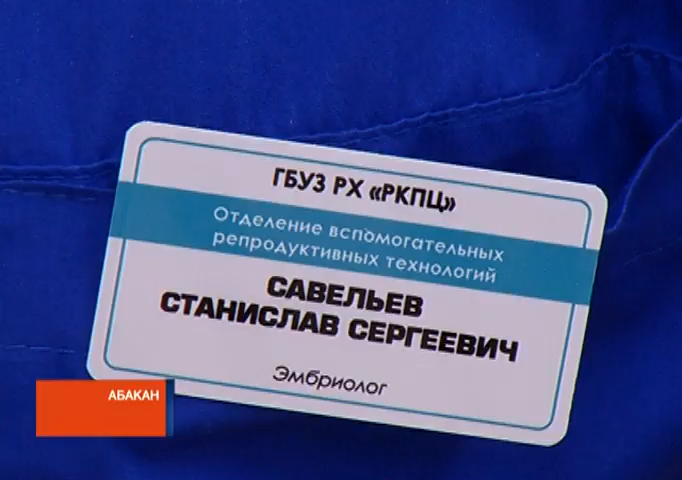 ГБУЗ РХ «РКПЦ»
Отделение вспомогательных
репродуктивных технологий
САВЕЛЬЕВ
СТАНИСЛАВ СЕРГЕЕВИЧ
Эмбриолог
АБАКАН